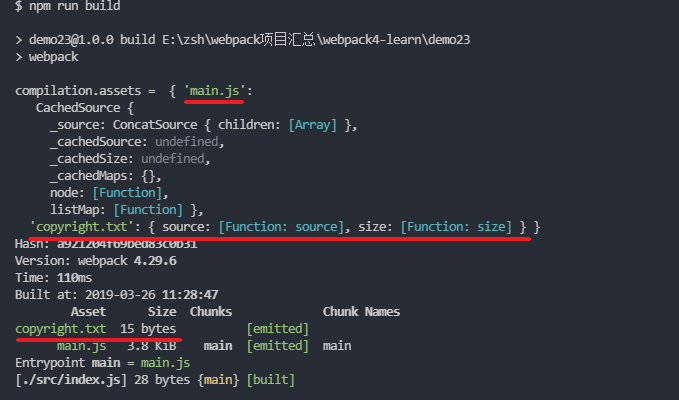 $ npm run build
> demo23@1.0.0 build E:\zsh\webpack项目汇总\webpack4-learn\demo23
> webpack
compilation.assets =  { 'main.js':
   CachedSource {
     _source: ConcatSource { children: [Array] },
     _cachedSource: undefined,
     _cachedSize: undefined,
     _cachedMaps: {},
     node: [Function],
     listMap: [Function] },
  'copyright.txt': { source: [Function: source], size: [Function: size] } }
Hash: a921204f69bed83c0b31
Version: webpack 4.29.6
Time: 110ms
Built at: 2019-03-26 11:28:47
        Asset      Size  Chunks             Chunk Names
copyright.txt  15 bytes          [emitted]
      main.js   3.8 KiB    main  [emitted]  main
Entrypoint main = main.js
[./src/index.js] 28 bytes {main} [built]